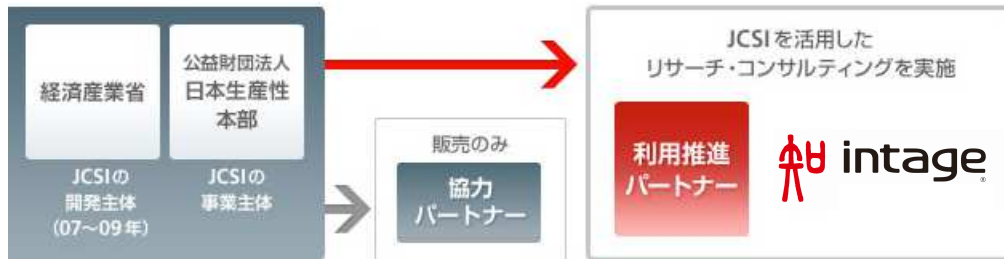 経済産業省
JCSIの
開発主体
(07〜09年)
公益財団法人
日本生産性
本部
JCSIの
事業主体
販売のみ
協力
パートナー
JCSIを活用した
リサーチ・コンサルティングを実施
利用推進
パートナー
intage